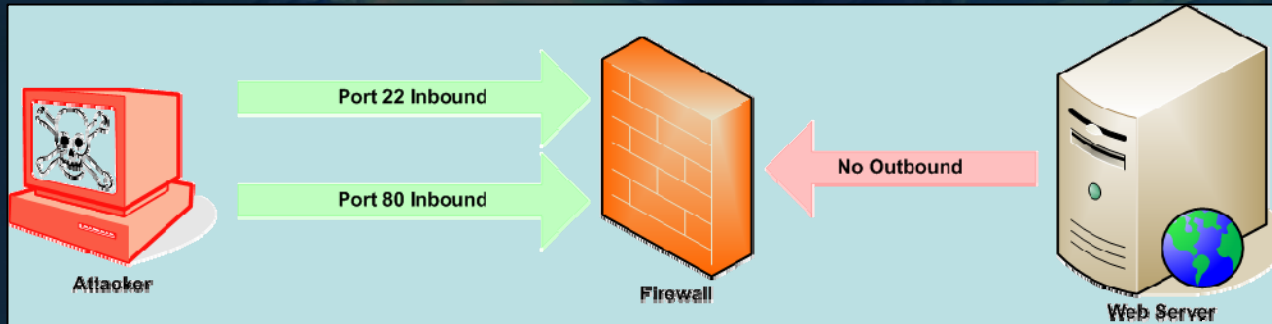 Port 22 Inbound
Port 80 Inbound
No Outbound
Attacker
Firewall
Web Server